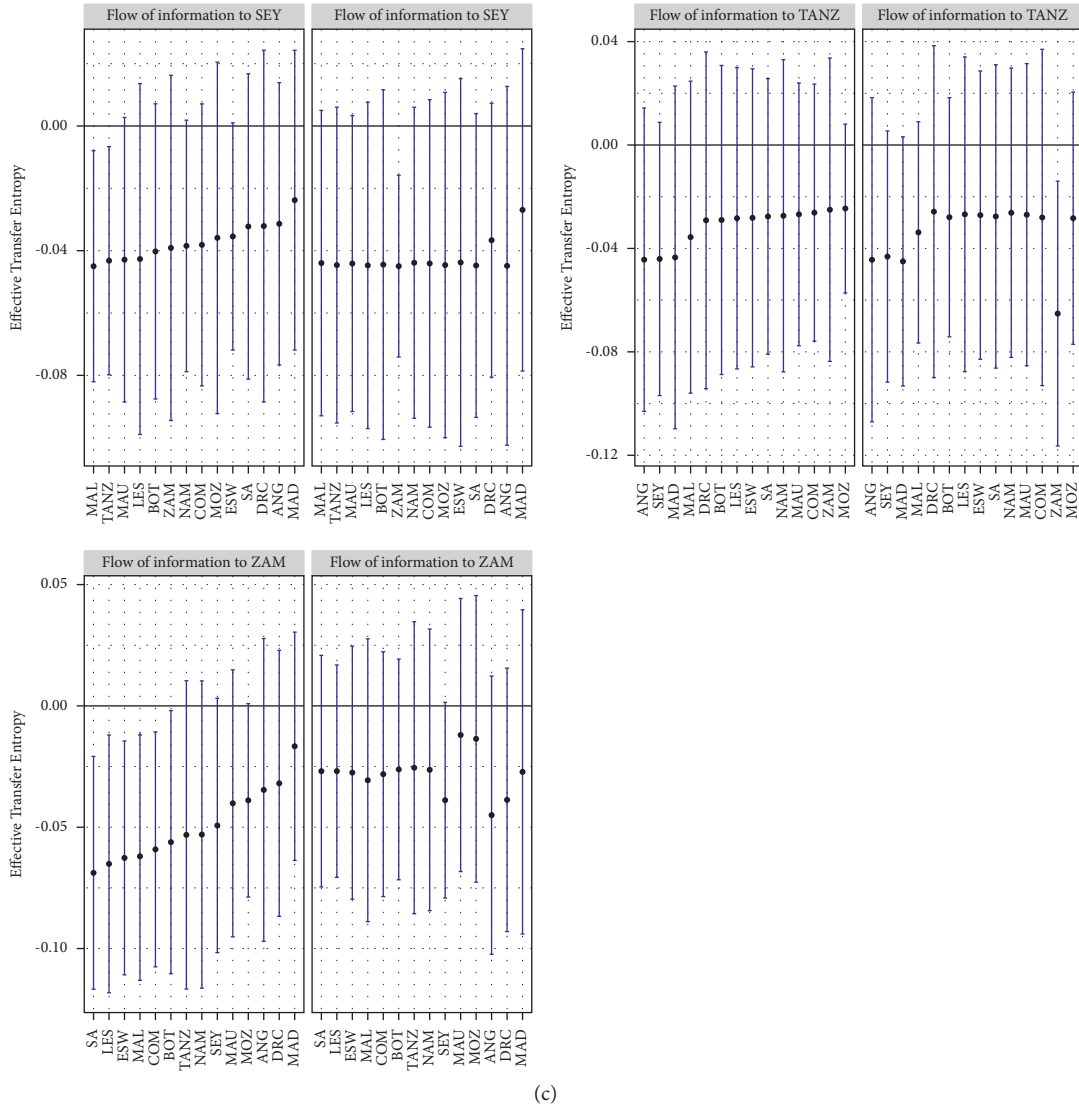 Flow of information to SEY
Flow of information to SEY
Effective Transfer Entropy
0.00
-0.04
-0.08
MAL TANZ MAU LES BOT ZAM NAM COM MOZ ESW SA DRC ANG MAD
MAL TANZ MAU LES BOT ZAM NAM COM MOZ ESW SA DRC ANG MAD
Flow of information to TANZ
Flow of information to TANZ
Effective Transfer Entropy
0.04
0.00
-0.04
-0.08
-0.12
ANG SEY MAD MAL DRC BOT LES ESW SA NAM MAU COM ZAM MOZ
ANG SEY MAD MAL DRC BOT LES ESW SA NAM MAU COM ZAM MOZ
Flow of information to ZAM
Flow of information to ZAM
Effective Transfer Entropy
0.05
0.00
-0.05
-0.10
SA LES ESW MAL COM BOT TANZ NAM SEY MAU MOZ ANG DRC MAD
SA LES ESW MAL COM BOT TANZ NAM SEY MAU MOZ ANG DRC MAD
(c)